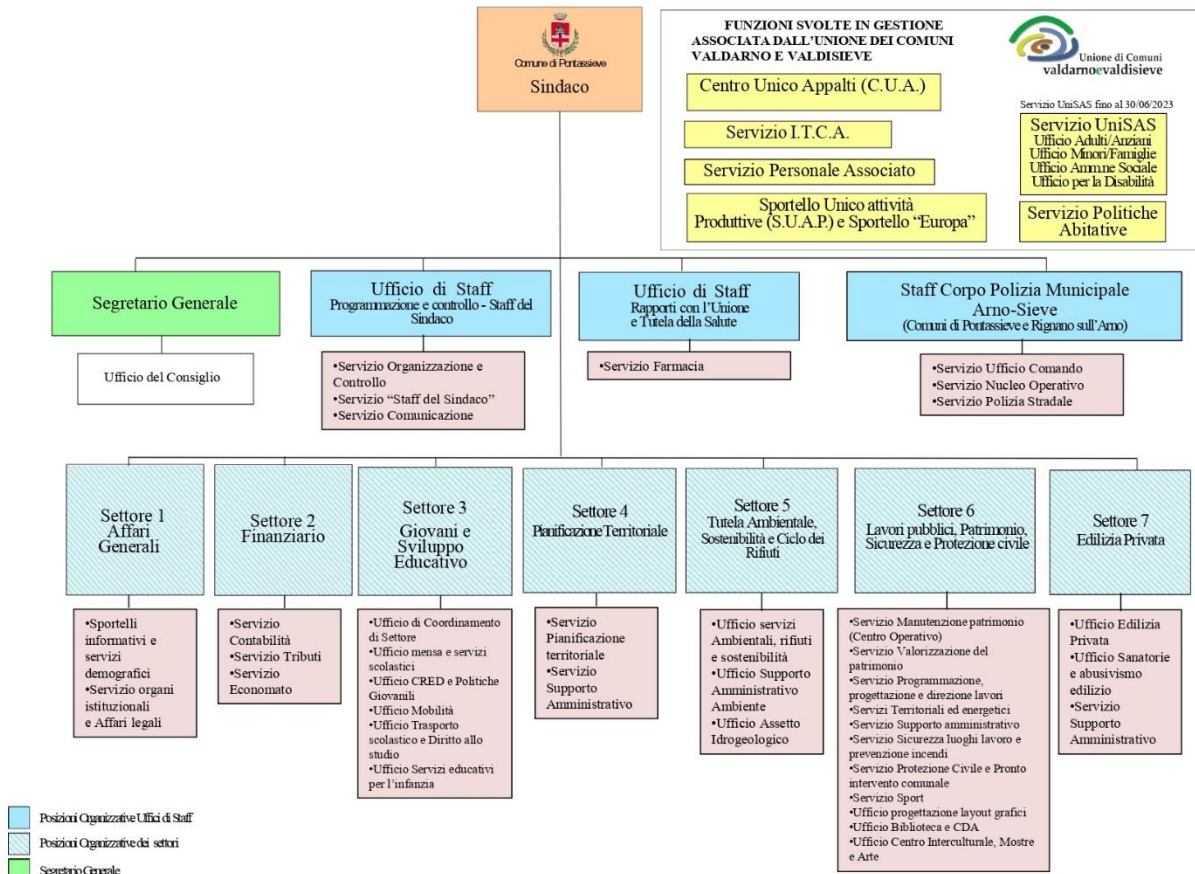 Comune di Pontassieve
Sindaco
FUNZIONI SVOLTE IN GESTIONE
ASSOCIATA DALL'UNIONE DEI COMUNI
VALDARNO E VALDISIEVE
Unione di Comuni
valdarnoevaldisieve
Centro Unico Appalti (C.U.A.)
Servizio I.T.C.A.
Servizio Personale Associato
Sportello Unico attività
Produttive (S.U.A.P.) e Sportello “Europa”
Servizio UniSAS fino al 30/06/2023
Servizio UniSAS
Ufficio Adulti/Anziani
Ufficio Minori/Famiglie
Ufficio Amm.ne Sociale
Ufficio per la Disabilità
Servizio Politiche
Abitative
Segretario Generale
Ufficio del Consiglio
Ufficio di Staff
Programmazione e controllo - Staff del
Sindaco
•Servizio Organizzazione e
Controllo
•Servizio “Staff del Sindaco”
•Servizio Comunicazione
Ufficio di Staff
Rapporti con l’Unione
e Tutela della Salute
•Servizio Farmacia
Staff Corpo Polizia Municipale
Arno-Sieve
(Comuni di Pontassieve e Rignano sull’Arno)
•Servizio Ufficio Comando
•Servizio Nucleo Operativo
•Servizio Polizia Stradale
Settore 1
Affari
Generali
•Sportelli
informativi e
servizi
demografici
•Servizio organi
istituzionali
e Affari legali
Settore 2
Finanziario
•Servizio
Contabilità
•Servizio Tributi
•Servizio
Economato
Settore 3
Giovani e
Sviluppo
Educativo
•Ufficio di Coordinamento
di Settore
•Ufficio mensa e servizi
scolastici
•Ufficio CRED e Politiche
Giovanili
•Ufficio Mobilità
•Ufficio Trasporto
scolastico e Diritto allo
studio
•Ufficio Servizi educativi
per l'infanzia
Settore 4
Pianificazione Territoriale
•Servizio
Pianificazione
territoriale
•Servizio
Supporto
Amministrativo
Settore 5
Tutela Ambientale,
Sostenibilità e Ciclo dei
Rifiuti
•Ufficio servizi
Ambientali, rifiuti
e sostenibilità
•Ufficio Supporto
Amministrativo
Ambiente
•Ufficio Assetto
Idrogeologico
Settore 6
Lavori pubblici, Patrimonio,
Sicurezza e Protezione civile
•Servizio Manutenzione patrimonio
(Centro Operativo)
•Servizio Valorizzazione del
patrimonio
•Servizio Programmazione,
progettazione e direzione lavori
•Servizi Territoriali ed energetici
•Servizio Supporto amministrativo
•Servizio Sicurezza luoghi lavoro e
prevenzione incendi
•Servizio Protezione Civile e Pronto
intervento comunale
•Servizio Sport
•Ufficio progettazione layout grafici
•Ufficio Biblioteca e CDA
•Ufficio Centro Interculturale, Mostre
e Arte
Settore 7
Edilizia Privata
•Ufficio Edilizia
Privata
•Ufficio Sanatorie
e abusivismo
edilizio
•Servizio
Supporto
Amministrativo
Posizioni Organizzative Uffici di Staff
Posizioni Organizzative dei settori
Segretario Generale